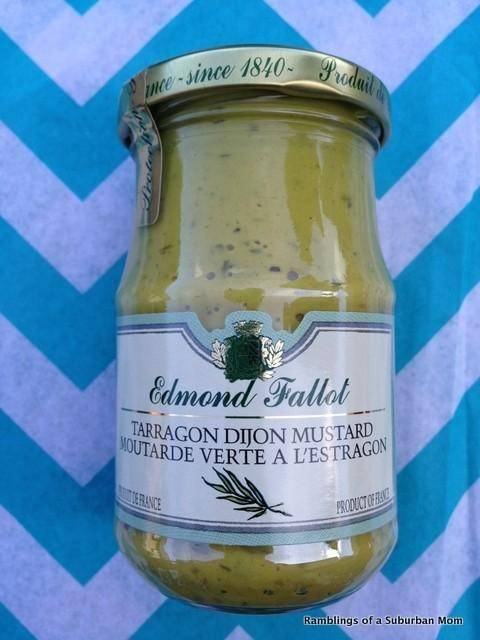 ance - since 1840 - Produit de
Edmond Fallot
TARRAGON DIJON MUSTARD
MOUTARDE VERTE A L'ESTRAGON
PRODUIT DE FRANCE
PRODUCT OF FRANCE
Ramblings of a Suburban Mom